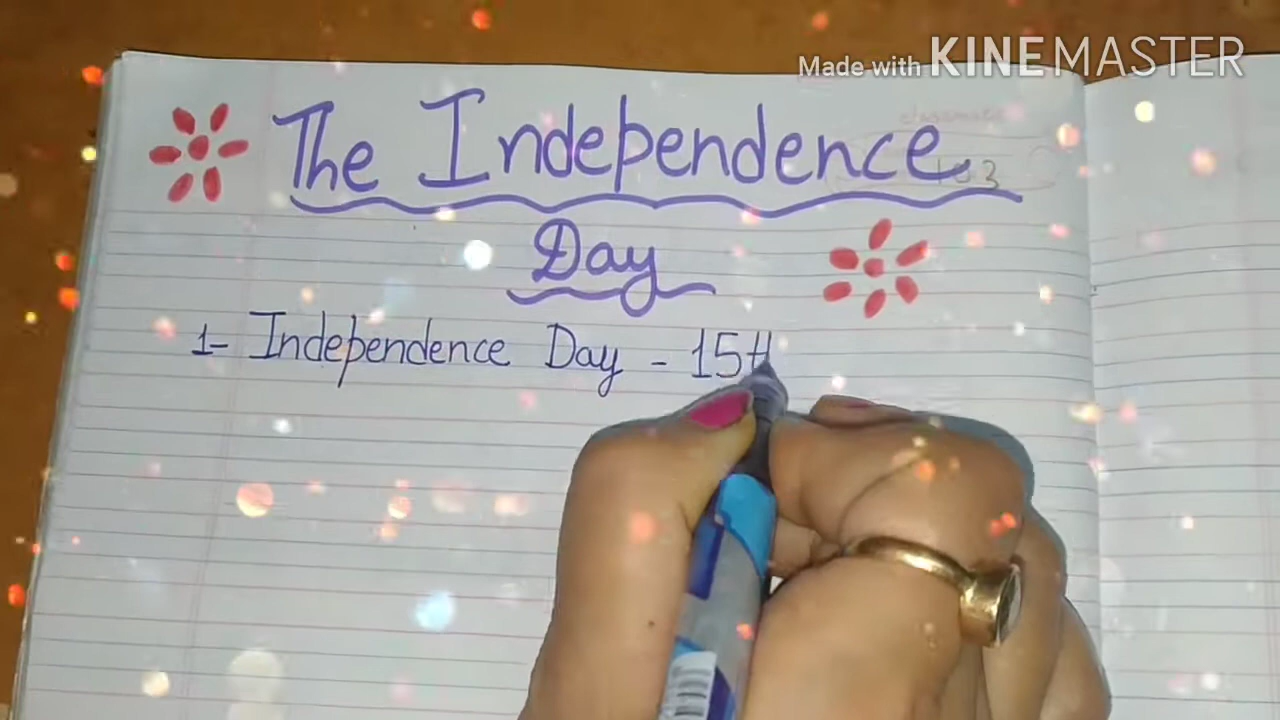 Made with KINEMASTER
The Independence
Day
1- Independence Day - 15th